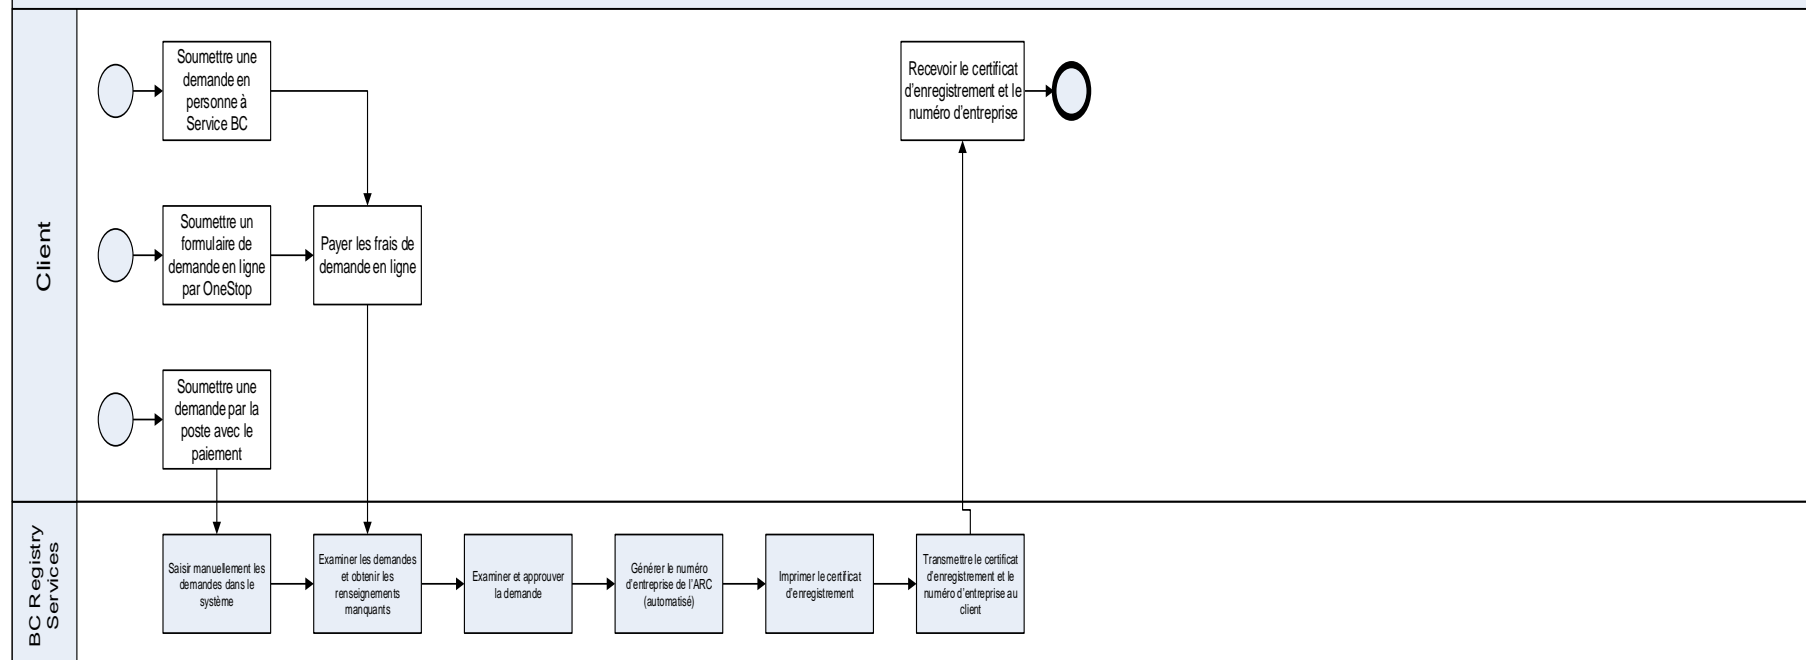 Client
Soumettre une
demande en
personne à
Service BC
Recevoir le certificat
d'enregistrement et le
numéro d'entreprise
Soumettre un
formulaire de
demande en ligne
par OneStop
Payer les frais de
demande en ligne
Soumettre une
demande par la
poste avec le
paiement
BC Registry
Services
Saisir manuellement les
demandes dans le
système
Examiner les demandes
et obtenir les
renseignements
manquants
Examiner et approuver
la demande
Générer le numéro
d'entreprise de l'ARC
(automatisé)
Imprimer le certificat
d'enregistrement
Transmettre le certificat
d'enregistrement et le
numéro d'entreprise au
client